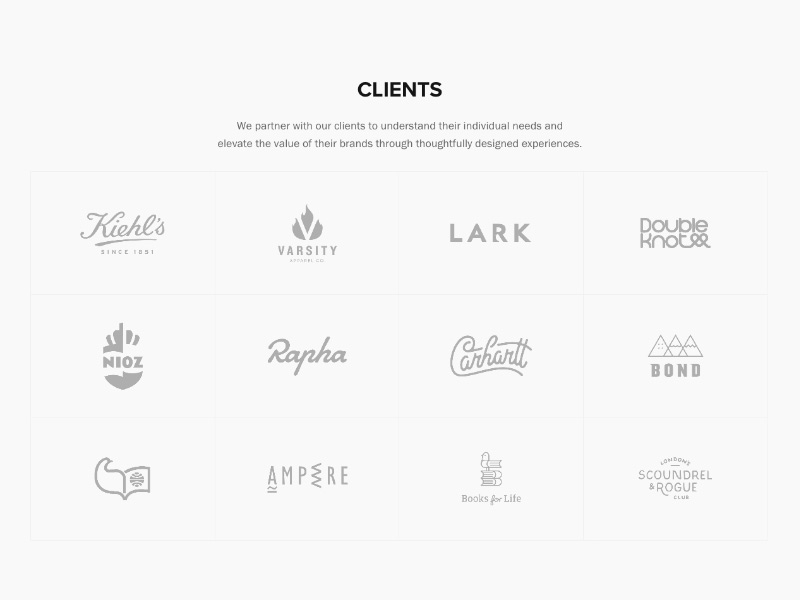 CLIENTS
We partner with our clients to understand their individual needs and
elevate the value of their brands through thoughtfully designed experiences.
Kiehl's
SINCE 1851
VARSITY
APPAREL CO.
LARK
Double
Knot
NIOZ
Rapha
Carhartt
BOND
AMPERE
Books for Life
LONDONS
SCOUNDREL
& ROGUE
CLUB